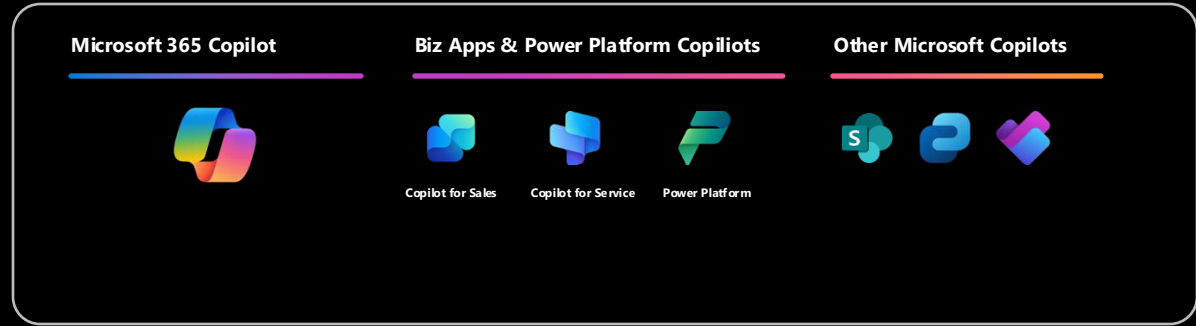 Microsoft 365 Copilot
Biz Apps & Power Platform Copiliots
Other Microsoft Copilots
S
Copilot for Sales
Copilot for Service
Power Platform